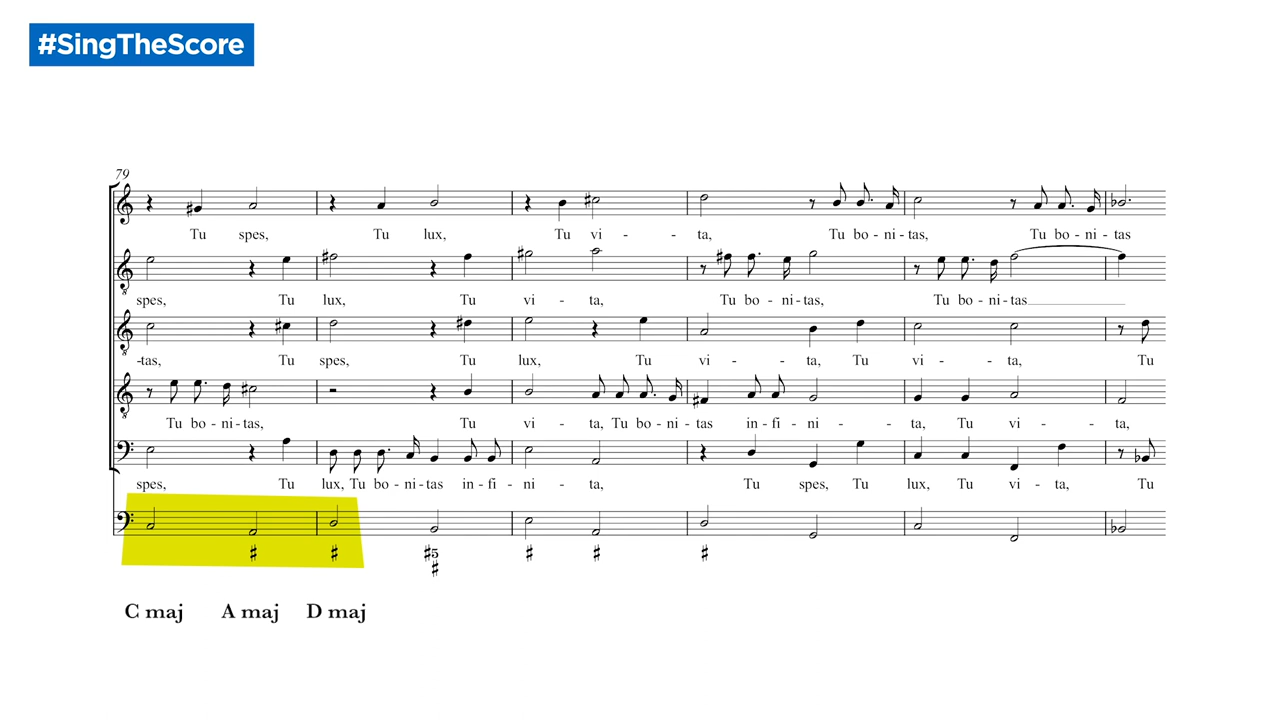 #SingTheScore
79
Tu spes, Tu lux, Tu vi - - ta, Tu bo - ni - tas, Tu bo - ni - tas
spes, Tu lux, Tu vi - ta, Tu bo - ni - tas, Tu bo - ni - tas
-tas, Tu spes, Tu lux, Tu vi - - ta, Tu vi - - ta, Tu
Tu bo - ni - tas, Tu vi - ta, Tu bo - ni - tas in - fi - ni - - ta, Tu vi - - ta,
spes, Tu lux, Tu bo - ni - tas in - fi - ni - ta, Tu spes, Tu lux, Tu vi - ta, Tu
♯ ♯ ♯5 ♯ ♯ ♯
♯
C maj A maj D maj